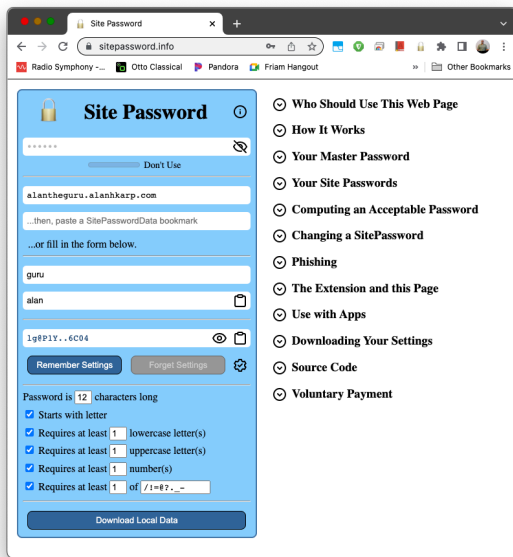 Site Password
sitepassword.info
Radio Symphony -... Otto Classical Pandora Friam Hangout » Other Bookmarks
Site Password
Don't Use
alantheguru.alanhkarp.com
...then, paste a SitePasswordData bookmark
...or fill in the form below.
guru
alan
1g@P1Y..6C04
Remember Settings Forget Settings
Password is 12 characters long
Starts with letter
Requires at least 1 lowercase letter(s)
Requires at least 1 uppercase letter(s)
Requires at least 1 number(s)
Requires at least 1 of /!=@?._-
Download Local Data
Who Should Use This Web Page
How It Works
Your Master Password
Your Site Passwords
Computing an Acceptable Password
Changing a SitePassword
Phishing
The Extension and this Page
Use with Apps
Downloading Your Settings
Source Code
Voluntary Payment